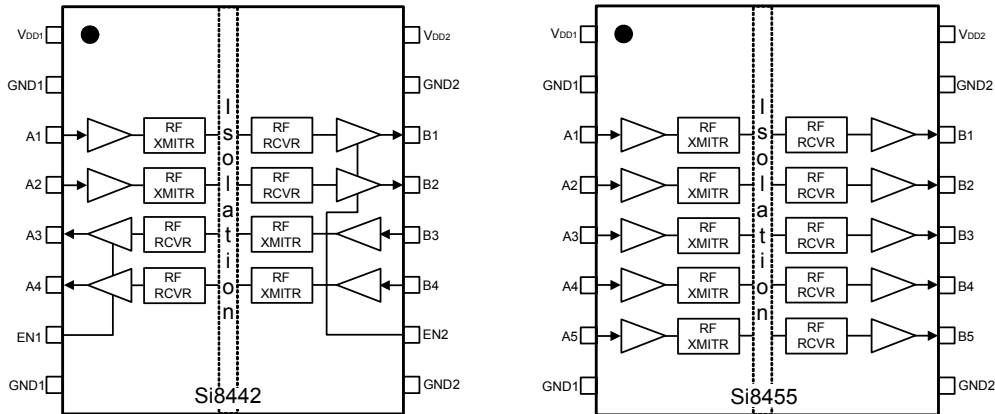 VDD1
VDD2
GND1
GND2
A1
RF XMITR
RF RCVR
B1
A2
RF XMITR
RF RCVR
B2
A3
RF RCVR
RF XMITR
B3
A4
RF RCVR
RF XMITR
B4
EN1
EN2
GND1
GND2
Isolation
Si8442
VDD1
VDD2
GND1
GND2
A1
RF XMITR
RF RCVR
B1
A2
RF XMITR
RF RCVR
B2
A3
RF XMITR
RF RCVR
B3
A4
RF XMITR
RF RCVR
B4
A5
RF XMITR
RF RCVR
B5
GND1
GND2
Isolation
Si8455